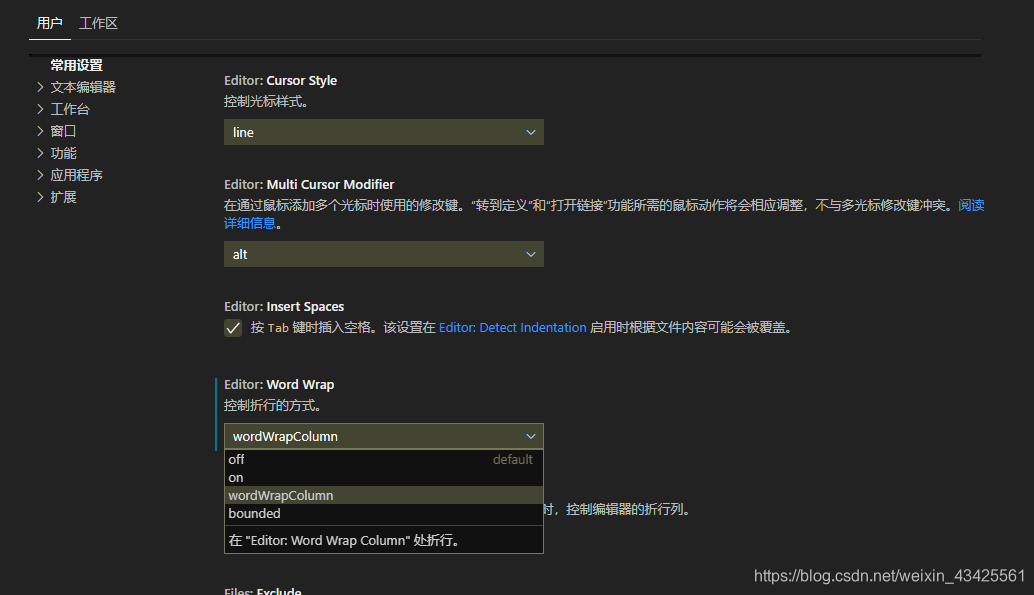 用户 工作区
常用设置
文本编辑器
工作台
窗口
功能
应用程序
扩展
Editor: Cursor Style
控制光标样式。
line
Editor: Multi Cursor Modifier
在通过鼠标添加多个光标时使用的修改键。“转到定义”和“打开链接”功能所需的鼠标动作将会相应调整，不与多光标修改键冲突。阅读
详细信息。
alt
Editor: Insert Spaces
按 Tab 键时插入空格。该设置在 Editor: Detect Indentation 启用时根据文件内容可能会被覆盖。
Editor: Word Wrap
控制折行的方式。
wordWrapColumn
off default
on
wordWrapColumn
bounded
时，控制编辑器的折行列。
在 "Editor: Word Wrap Column" 处折行。
Files: Exclude
https://blog.csdn.net/weixin_43425561